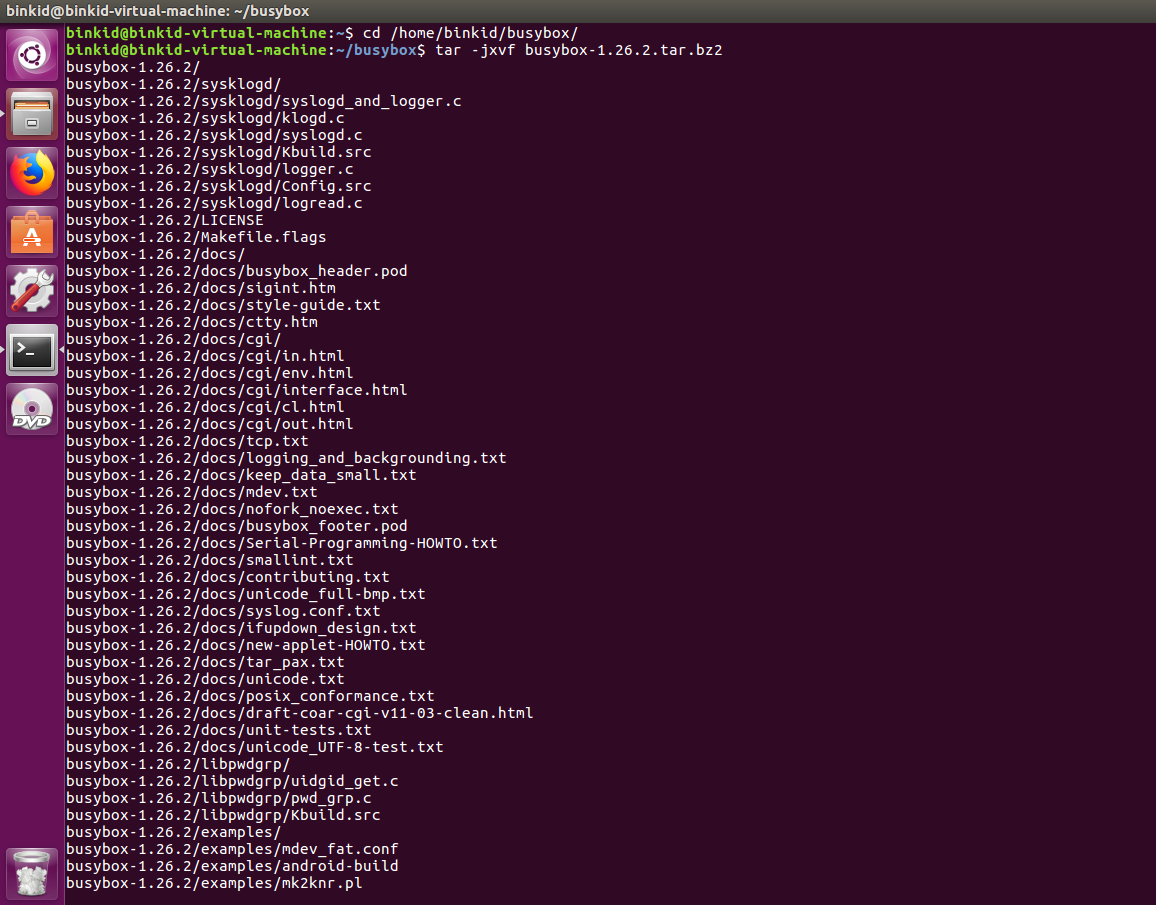 binkid@binkid-virtual-machine: ~/busybox
binkid@binkid-virtual-machine:~$ cd /home/binkid/busybox/
binkid@binkid-virtual-machine:~/busybox$ tar -jxvf busybox-1.26.2.tar.bz2
busybox-1.26.2/
busybox-1.26.2/sysklogd/
busybox-1.26.2/sysklogd/syslogd_and_logger.c
busybox-1.26.2/sysklogd/klogd.c
busybox-1.26.2/sysklogd/syslogd.c
busybox-1.26.2/sysklogd/Kbuild.src
busybox-1.26.2/sysklogd/logger.c
busybox-1.26.2/sysklogd/Config.src
busybox-1.26.2/sysklogd/logread.c
busybox-1.26.2/LICENSE
busybox-1.26.2/Makefile.flags
busybox-1.26.2/docs/
busybox-1.26.2/docs/busybox_header.pod
busybox-1.26.2/docs/sigint.htm
busybox-1.26.2/docs/style-guide.txt
busybox-1.26.2/docs/ctty.htm
busybox-1.26.2/docs/cgi/
busybox-1.26.2/docs/cgi/in.html
busybox-1.26.2/docs/cgi/env.html
busybox-1.26.2/docs/cgi/interface.html
busybox-1.26.2/docs/cgi/cl.html
busybox-1.26.2/docs/cgi/out.html
busybox-1.26.2/docs/tcp.txt
busybox-1.26.2/docs/logging_and_backgrounding.txt
busybox-1.26.2/docs/keep_data_small.txt
busybox-1.26.2/docs/mdev.txt
busybox-1.26.2/docs/nofork_noexec.txt
busybox-1.26.2/docs/busybox_footer.pod
busybox-1.26.2/docs/Serial-Programming-HOWTO.txt
busybox-1.26.2/docs/smallint.txt
busybox-1.26.2/docs/contributing.txt
busybox-1.26.2/docs/unicode_full-bmp.txt
busybox-1.26.2/docs/syslog.conf.txt
busybox-1.26.2/docs/ifupdown_design.txt
busybox-1.26.2/docs/new-applet-HOWTO.txt
busybox-1.26.2/docs/tar_pax.txt
busybox-1.26.2/docs/unicode.txt
busybox-1.26.2/docs/posix_conformance.txt
busybox-1.26.2/docs/draft-coar-cgi-v11-03-clean.html
busybox-1.26.2/docs/unit-tests.txt
busybox-1.26.2/docs/unicode_UTF-8-test.txt
busybox-1.26.2/libpwdgrp/
busybox-1.26.2/libpwdgrp/uidgid_get.c
busybox-1.26.2/libpwdgrp/pwd_grp.c
busybox-1.26.2/libpwdgrp/Kbuild.src
busybox-1.26.2/examples/
busybox-1.26.2/examples/mdev_fat.conf
busybox-1.26.2/examples/android-build
busybox-1.26.2/examples/mk2knr.pl
DVD